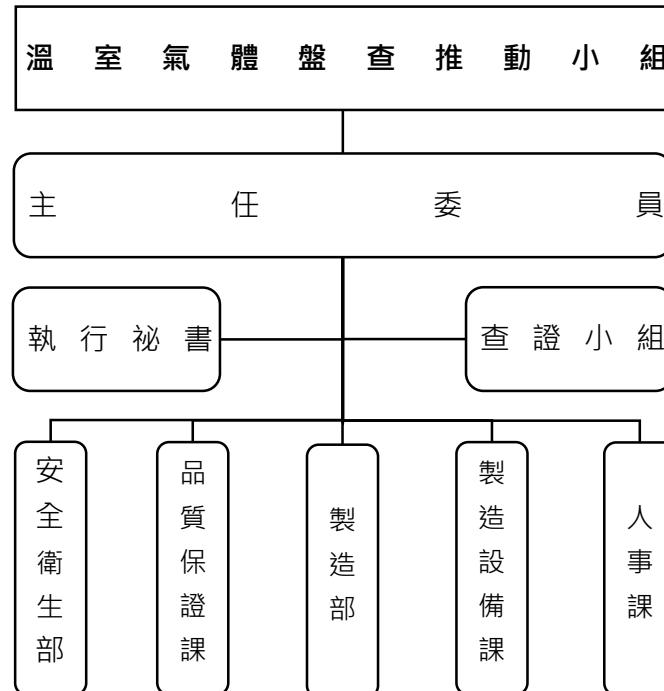 溫室氣體盤查推動小組
主任委員
執行祕書
查證小組
安全衛生部
品質保證課
製造部
製造設備課
人事課